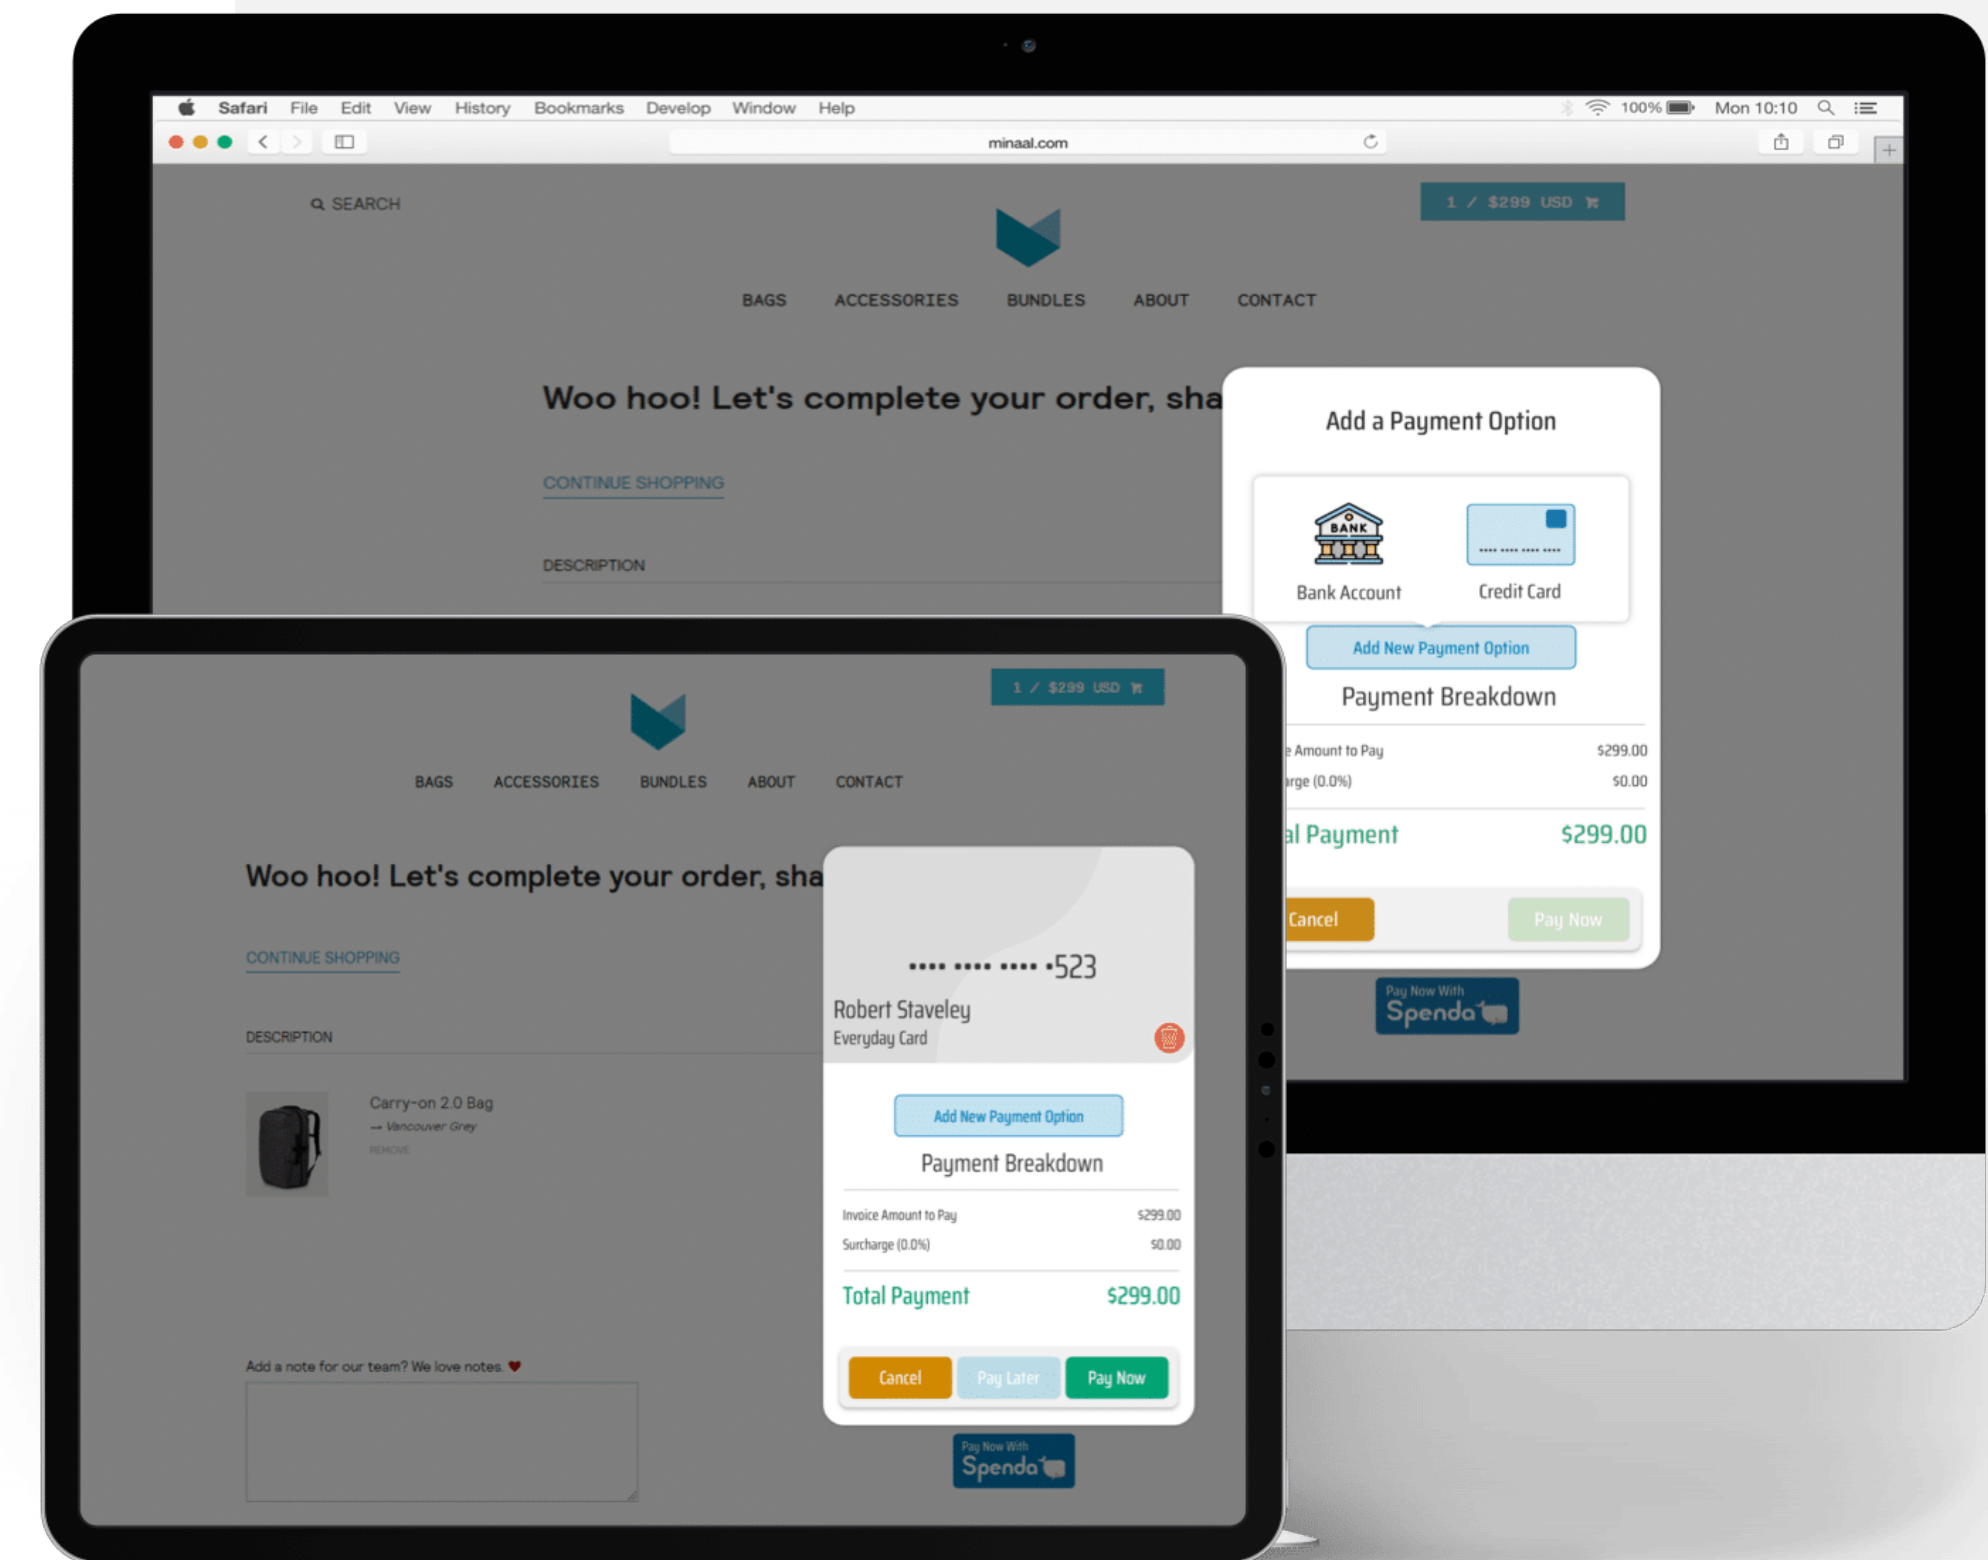 Safari File Edit View History Bookmarks Develop Window Help 100% Mon 10:10
minaal.com
SEARCH
1 / $299 USD
BAGS ACCESSORIES BUNDLES ABOUT CONTACT
Woo hoo! Let's complete your order, sha
CONTINUE SHOPPING
DESCRIPTION
Add a Payment Option
BANK
Bank Account Credit Card
Add New Payment Option
Payment Breakdown
e Amount to Pay $299.00
arge (0.0%) $0.00
al Payment $299.00
Cancel Pay Now
Pay Now With
Spenda
1 / $299 USD
BAGS ACCESSORIES BUNDLES ABOUT CONTACT
Woo hoo! Let's complete your order, sha
CONTINUE SHOPPING
DESCRIPTION
Carry-on 2.0 Bag
→ Vancouver Grey
REMOVE
Add a note for our team? We love notes. ♥
•••• •••• •••• •523
Robert Staveley
Everyday Card
Add New Payment Option
Payment Breakdown
Invoice Amount to Pay $299.00
Surcharge (0.0%) $0.00
Total Payment $299.00
Cancel Pay Later Pay Now
Pay Now With
Spenda